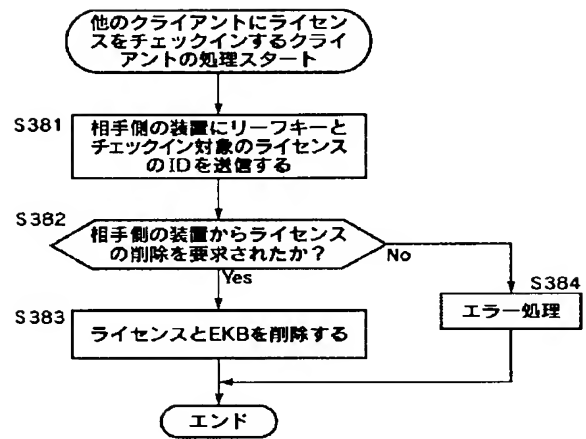 他のクライアントにライセン
スをチェックインするクライ
アントの処理スタート
S381
相手側の装置にリーフキーと
チェックイン対象のライセンス
のIDを送信する
S382
相手側の装置からライセンス
の削除を要求されたか?
No
Yes
S384
エラー処理
S383
ライセンスとEKBを削除する
エンド